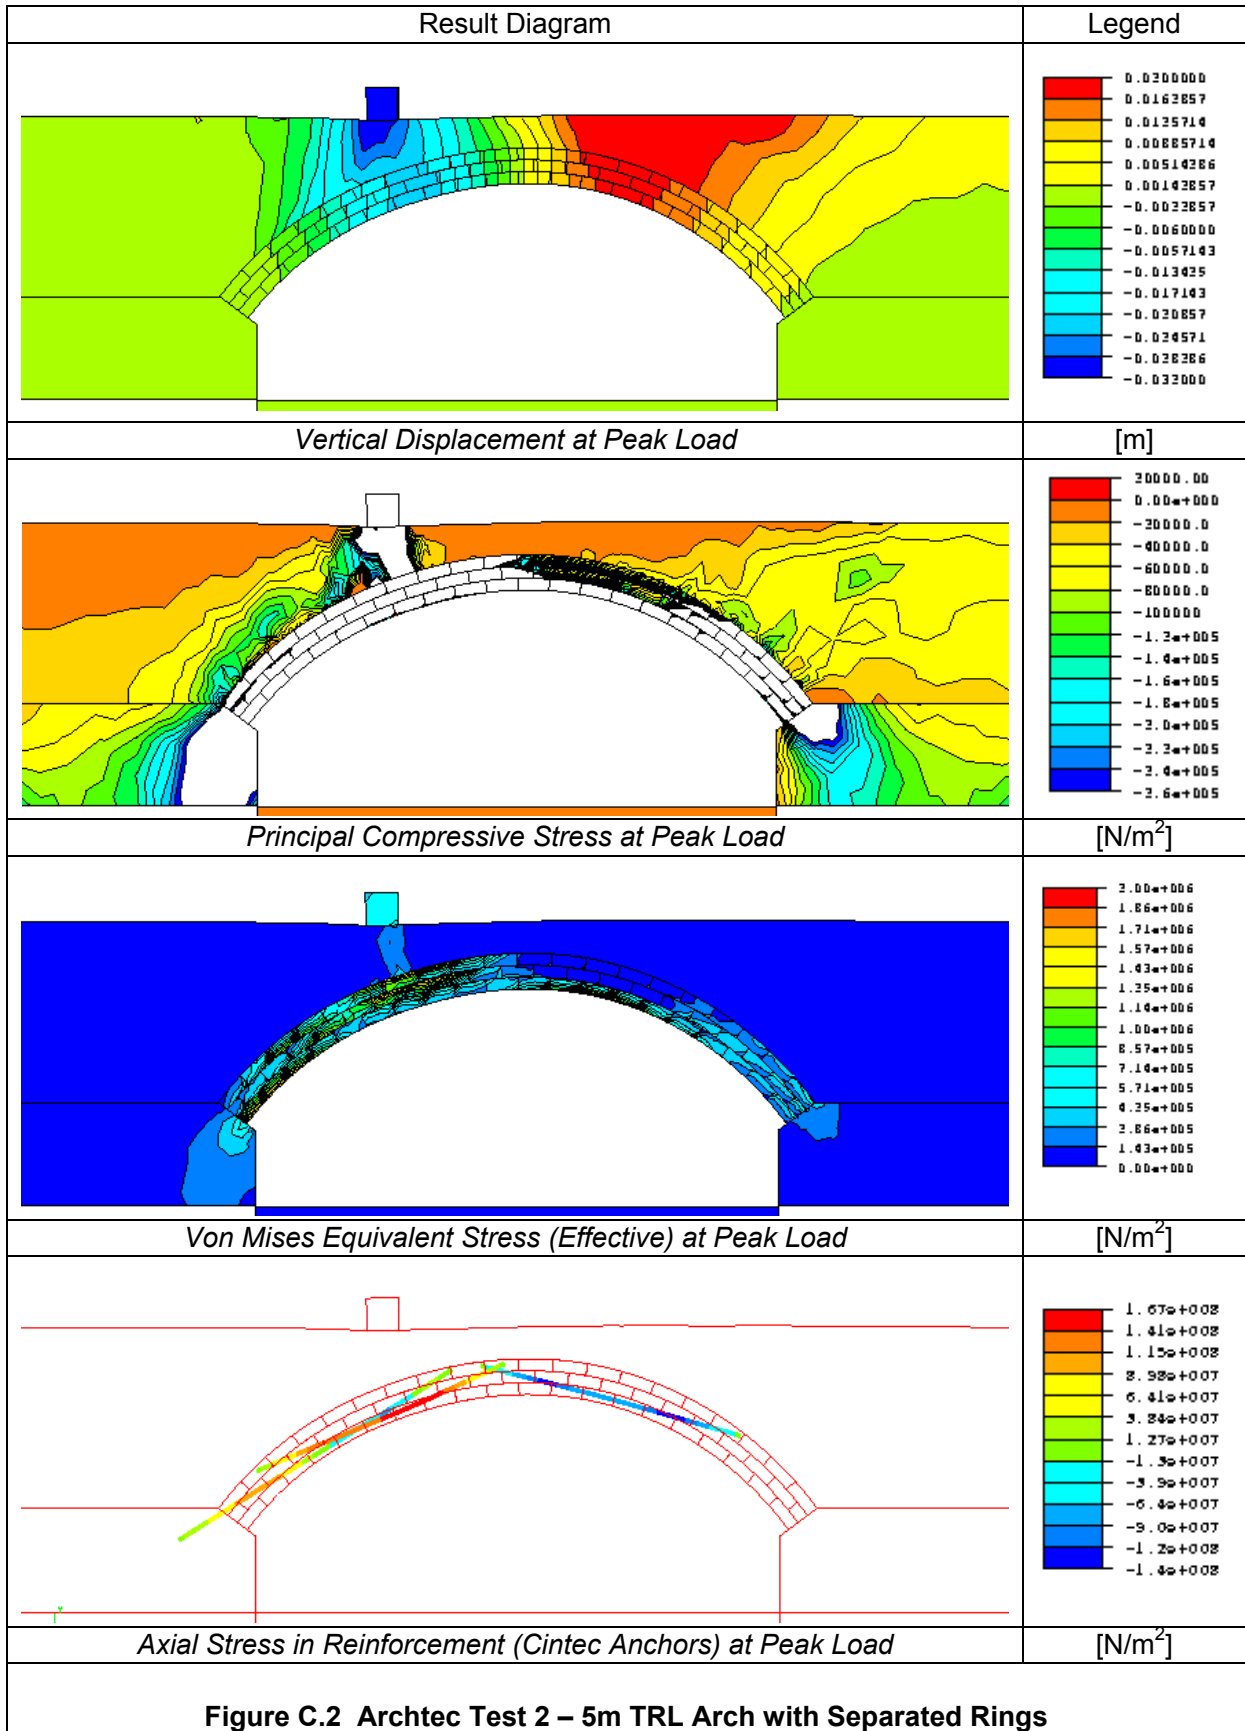 Result Diagram
Legend
0.0200000
0.0162857
0.0125714
0.00885714
0.00514286
0.00142857
-0.0022857
-0.0060000
-0.013429
-0.017143
-0.020857
-0.024571
-0.028286
-0.032000
Vertical Displacement at Peak Load
[m]
20000.00
0.00e+000
-20000.0
-40000.0
-60000.0
-80000.0
-100000
-1.2e+005
-1.4e+005
-1.6e+005
-1.8e+005
-2.0e+005
-2.2e+005
-2.4e+005
-2.6e+005
Principal Compressive Stress at Peak Load
[N/m²]
2.00e+006
1.86e+006
1.71e+006
1.57e+006
1.43e+006
1.29e+006
1.14e+006
1.00e+006
8.57e+005
7.14e+005
5.71e+005
4.29e+005
2.86e+005
1.43e+005
0.00e+000
Von Mises Equivalent Stress (Effective) at Peak Load
[N/m²]
1.67e+008
1.41e+008
1.15e+008
8.98e+007
6.41e+007
3.84e+007
1.27e+007
-1.3e+007
-3.9e+007
-6.4e+007
-9.0e+007
-1.2e+008
-1.4e+008
Axial Stress in Reinforcement (Cintec Anchors) at Peak Load
[N/m²]
Figure C.2 Archtec Test 2 – 5m TRL Arch with Separated Rings